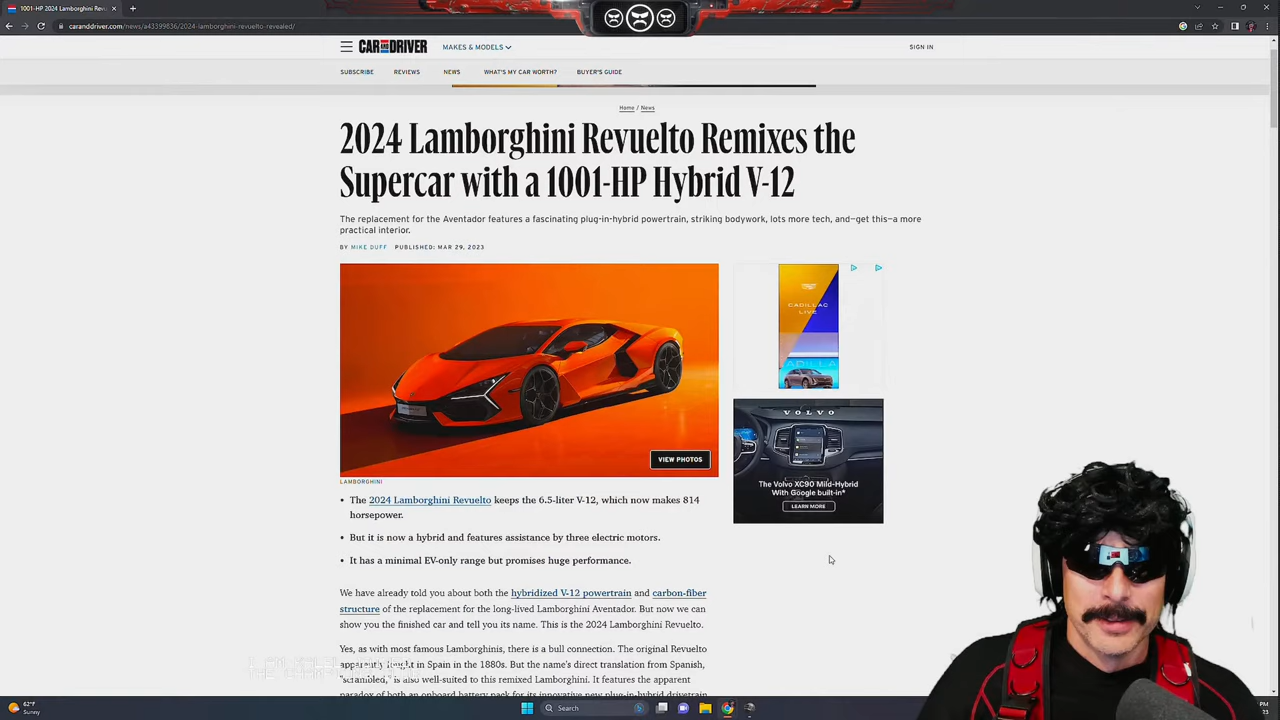 1001-HP 2024 Lamborghini Rev
caranddriver.com/news/a43399836/2024-lamborghini-revuelto-revealed/
CAR AND DRIVER
MAKES & MODELS
SIGN IN
SUBSCRIBE
REVIEWS
NEWS
WHAT'S MY CAR WORTH?
BUYER'S GUIDE
Home / News
2024 Lamborghini Revuelto Remixes the
Supercar with a 1001-HP Hybrid V-12
The replacement for the Aventador features a fascinating plug-in-hybrid powertrain, striking bodywork, lots more tech, and—get this—a more
practical interior.
BY MIKE DUFF PUBLISHED: MAR 29, 2023
CADILLAC
LIVE
VIEW PHOTOS
LAMBORGHINI
VOLVO
The Volvo XC90 Mild-Hybrid
With Google built-in*
LEARN MORE
• The 2024 Lamborghini Revuelto keeps the 6.5-liter V-12, which now makes 814
horsepower.
• But it is now a hybrid and features assistance by three electric motors.
• It has a minimal EV-only range but promises huge performance.
We have already told you about both the hybridized V-12 powertrain and carbon-fiber
structure of the replacement for the long-lived Lamborghini Aventador. But now we can
show you the finished car and tell you its name. This is the 2024 Lamborghini Revuelto.
Yes, as with most famous Lamborghinis, there is a bull connection. The original Revuelto
apparently fought in Spain in the 1880s. But the name's direct translation from Spanish,
"scrambled," is also well-suited to this remixed Lamborghini. It features the apparent
paradox of both an onboard battery pack for its innovative new plug-in-hybrid drivetrain
62°F
Sunny
Search
PM